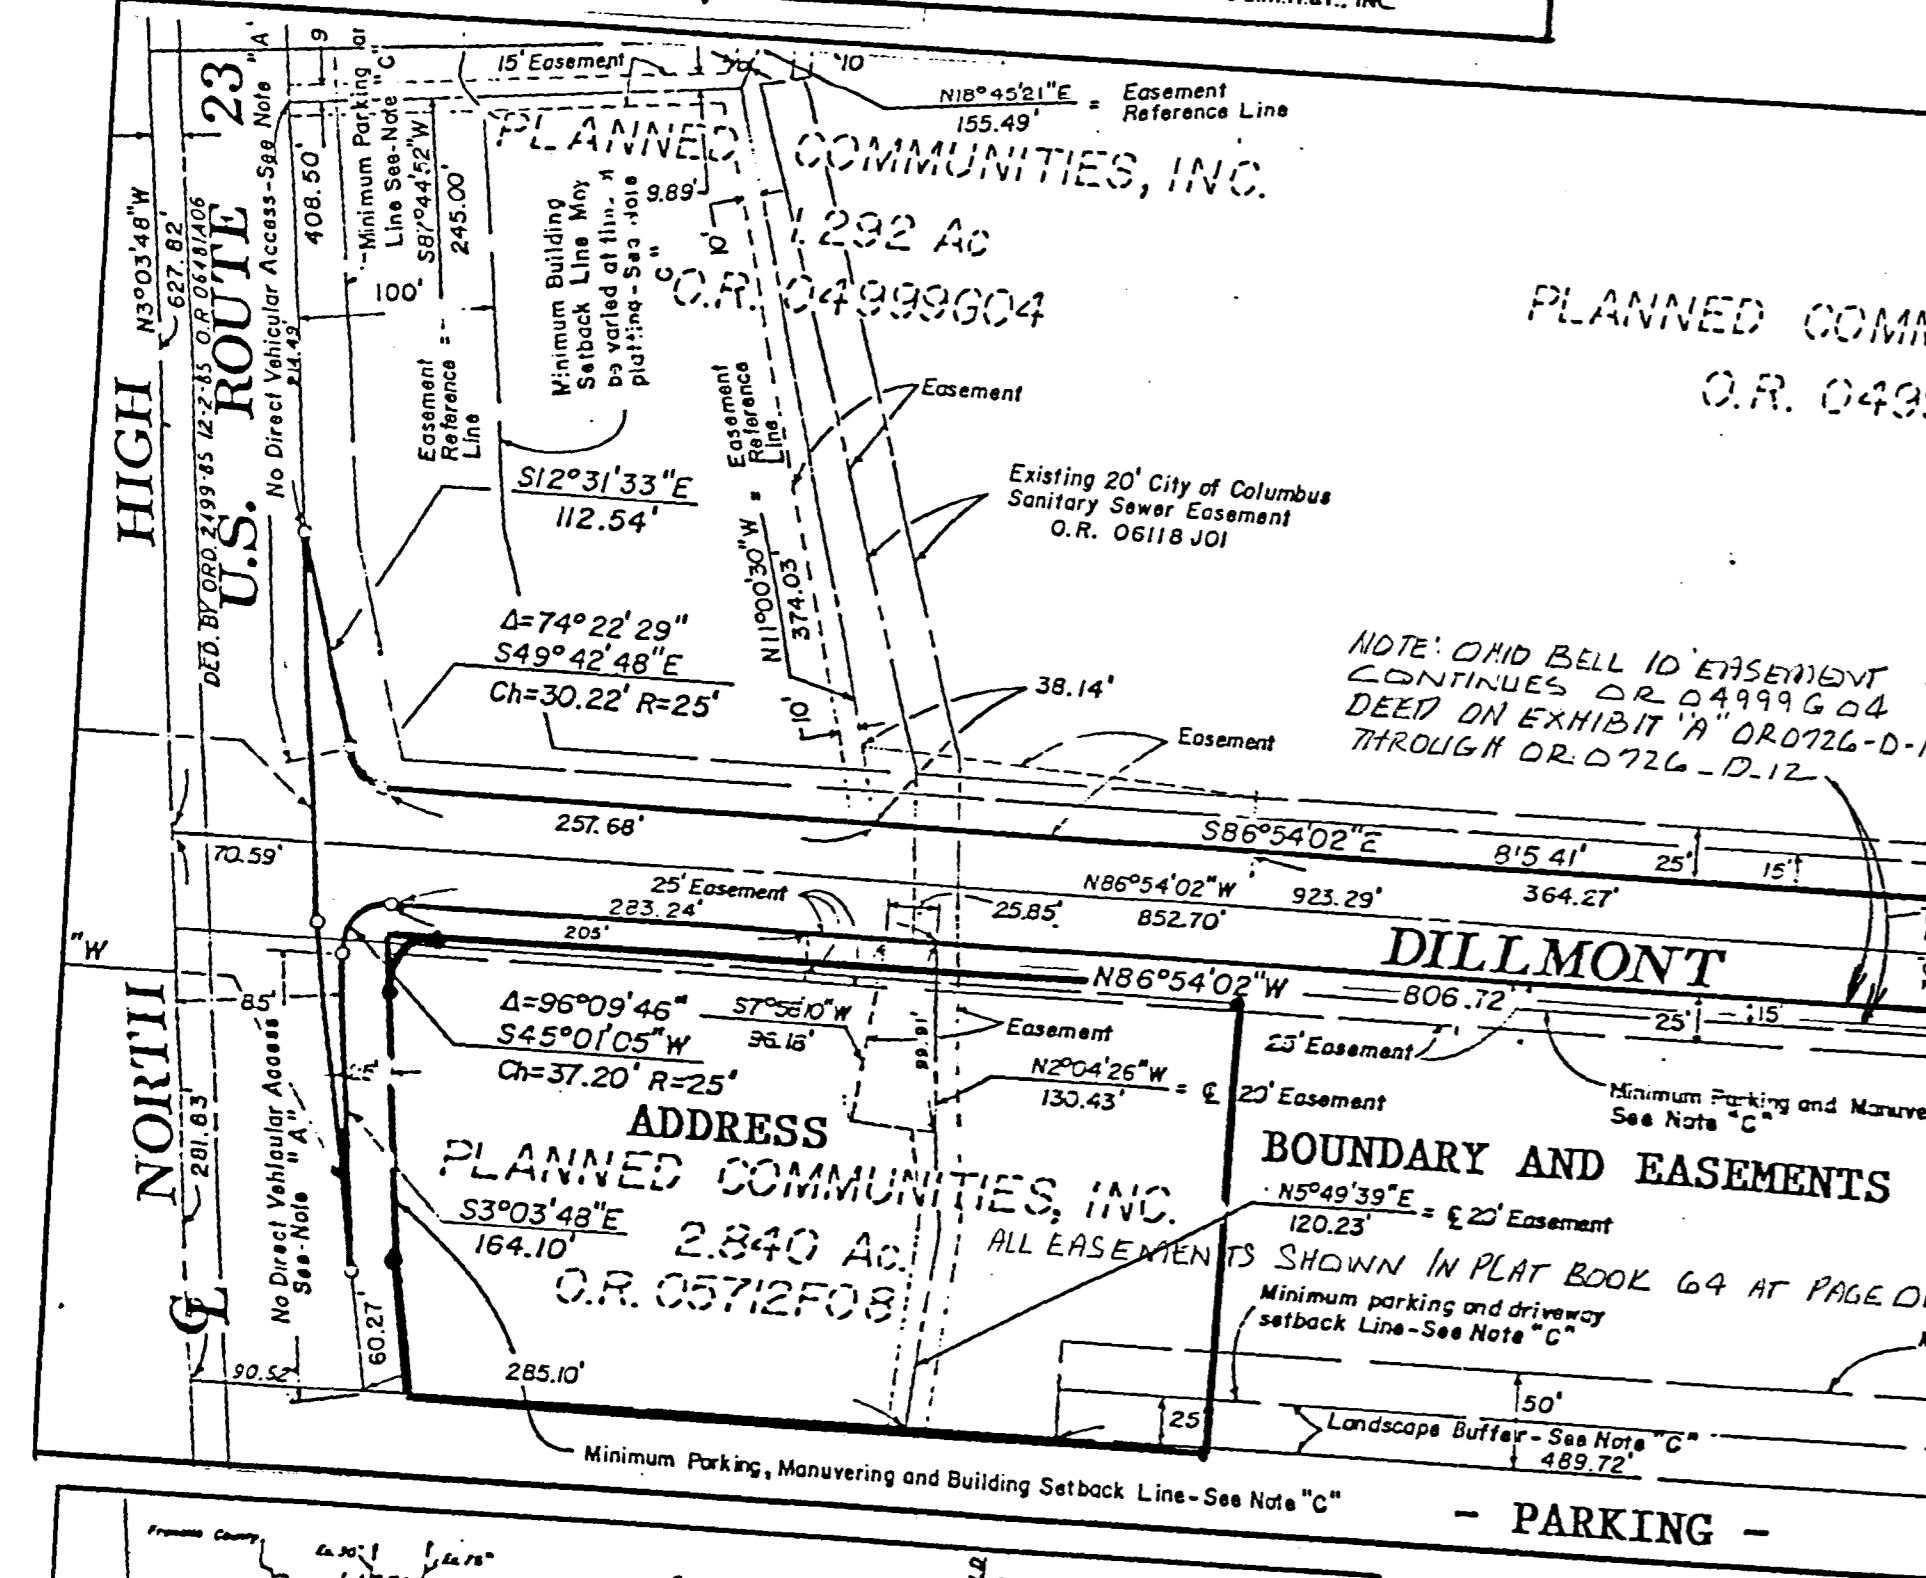 15' Easement
10
N18°45'21"E
155.49'
= Easement
Reference Line
PLANNED COMMUNITIES, INC.
1.292 Ac
O.R. 04999G04
9.89'
10'
HIGH
U.S. ROUTE 23
N3°03'48"W
627.82'
DED. BY ORD. 2499-85 12-2-85 O.R. 06481A06
No Direct Vehicular Access-See Note "A"
214.49'
408.50'
Minimum Parking
Line See-Note "C"
S87°44'52"W
245.00'
100'
Easement
Reference =
Line
Minimum Building
Setback Line May
be varied at
platting-See Note
"C"
Easement
Reference
Line
=
N11°00'30"W
374.03'
Easement
Existing 20' City of Columbus
Sanitary Sewer Easement
O.R. 06118J01
PLANNED
S12°31'33"E
112.54'
Δ=74°22'29"
S49°42'48"E
Ch=30.22' R=25'
10'
38.14'
Easement
NOTE: OHIO BELL 10' EASEMENT
CONTINUES OR 04999G04
DEED ON EXHIBIT "A" OR0726-D-
THROUGH OR.0726-D-12
257.68'
S86°54'02"E
815.41'
25'
15'
70.59'
25' Easement
283.24'
205'
25.85'
N86°54'02"W
852.70'
923.29'
364.27'
"W
DILLMONT
N86°54'02"W
806.72'
85
Δ=96°09'46"
S45°01'05"W
Ch=37.20' R=25'
S7°58'10"W
96.18'
99.91'
Easement
25' Easement
25'
15'
N2°04'26"W
130.43'
= ℄ 20' Easement
Minimum Parking and Manuve
See Note "C"
NORTH
281.83'
℄
No Direct Vehicular Access
See-Note "A"
ADDRESS
PLANNED COMMUNITIES, INC.
2.840 Ac.
O.R. 05712F08
BOUNDARY AND EASEMENTS
S3°03'48"E
164.10'
N5°49'39"E
120.23'
= ℄ 20' Easement
ALL EASEMENTS SHOWN IN PLAT BOOK 64 AT PAGE
Minimum parking and driveway
setback Line-See Note "C"
60.27'
90.52'
285.10'
25'
50'
Landscape Buffer-See Note "C"
489.72'
Minimum Parking, Manuvering and Building Setback Line-See Note "C"
- PARKING -